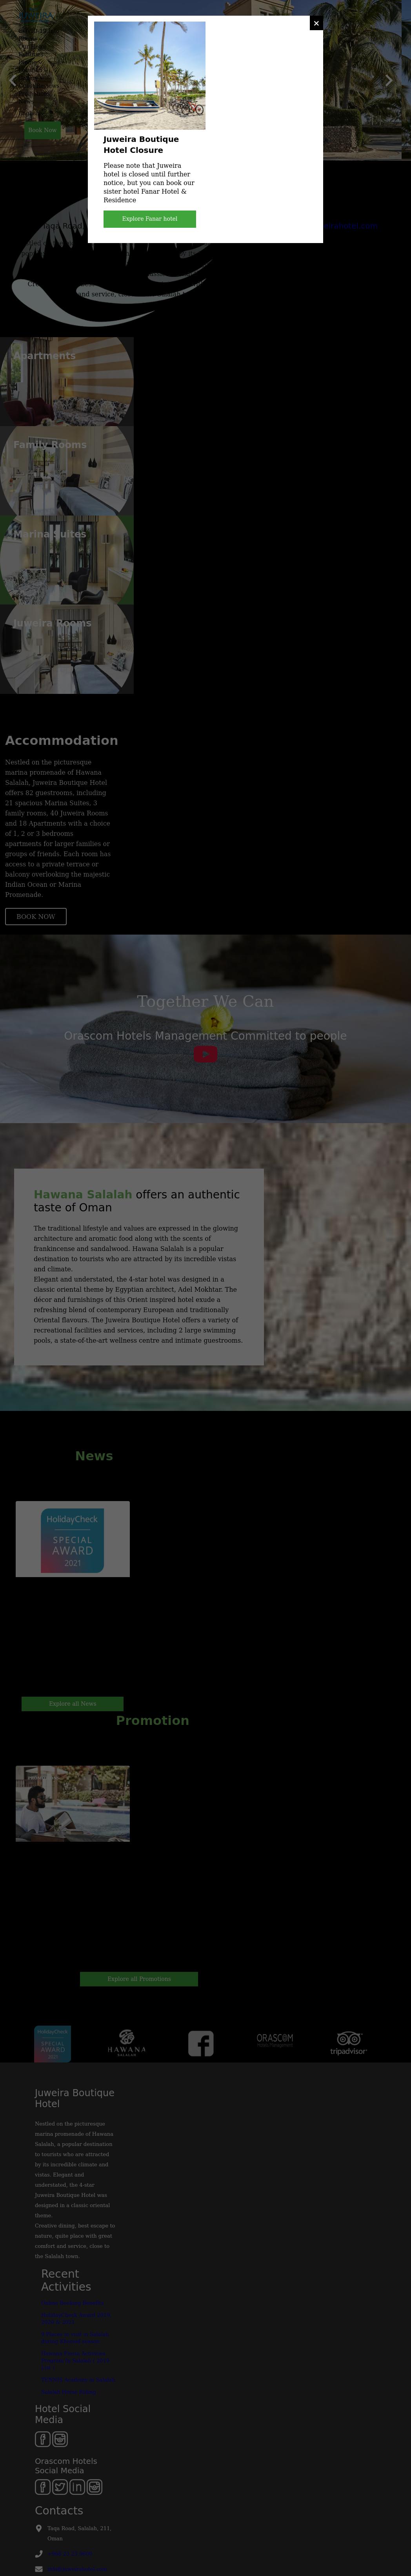 ×
Juweira Boutique
Hotel Closure
Please note that Juweira
hotel is closed until further
notice, but you can book our
sister hotel Fanar Hotel &
Residence
Explore Fanar hotel
Book Now
and service,
Apartments
Family Rooms
Marina Suites
Juweira Rooms
Accommodation
Nestled on the picturesque
marina promenade of Hawana
Salalah, Juweira Boutique Hotel
offers 82 guestrooms, including
21 spacious Marina Suites, 3
family rooms, 40 Juweira Rooms
and 18 Apartments with a choice
of 1, 2 or 3 bedrooms
apartments for larger families or
groups of friends. Each room has
access to a private terrace or
balcony overlooking the majestic
Indian Ocean or Marina
Promenade.
BOOK NOW
Together We Can
Orascom Hotels Management Committed to people
Hawana Salalah offers an authentic
taste of Oman
The traditional lifestyle and values are expressed in the glowing
architecture and aromatic food along with the scents of
frankincense and sandalwood. Hawana Salalah is a popular
destination to tourists who are attracted by its incredible vistas
and climate.
Elegant and understated, the 4-star hotel was designed in a
classic oriental theme by Egyptian architect, Adel Mokhtar. The
décor and furnishings of this Orient inspired hotel exude a
refreshing blend of contemporary European and traditionally
Oriental flavours. The Juweira Boutique Hotel offers a variety of
recreational facilities and services, including 2 large swimming
pools, a state-of-the-art wellness centre and intimate guestrooms.
News
HolidayCheck
SPECIAL
AWARD
2021
Explore all News
Promotion
Explore all Promotions
HolidayCheck
SPECIAL
AWARD
HAWANA
SALALAH
ORASCOM
Hotels Management
tripadvisor
Juweira Boutique
Hotel
Nestled on the picturesque
marina promenade of Hawana
Salalah, a popular destination
to tourists who are attracted
by its incredible climate and
vistas. Elegant and
understated, the 4-star
Juweira Boutique Hotel was
designed in a classic oriental
theme.
Creative dining, best escape to
nature, quite place with great
comfort and service, close to
the Salalah town.
Recent
Activities
Hotel Social
Media
Orascom Hotels
Social Media
Contacts
Taqa Road, Salalah, 211,
Oman